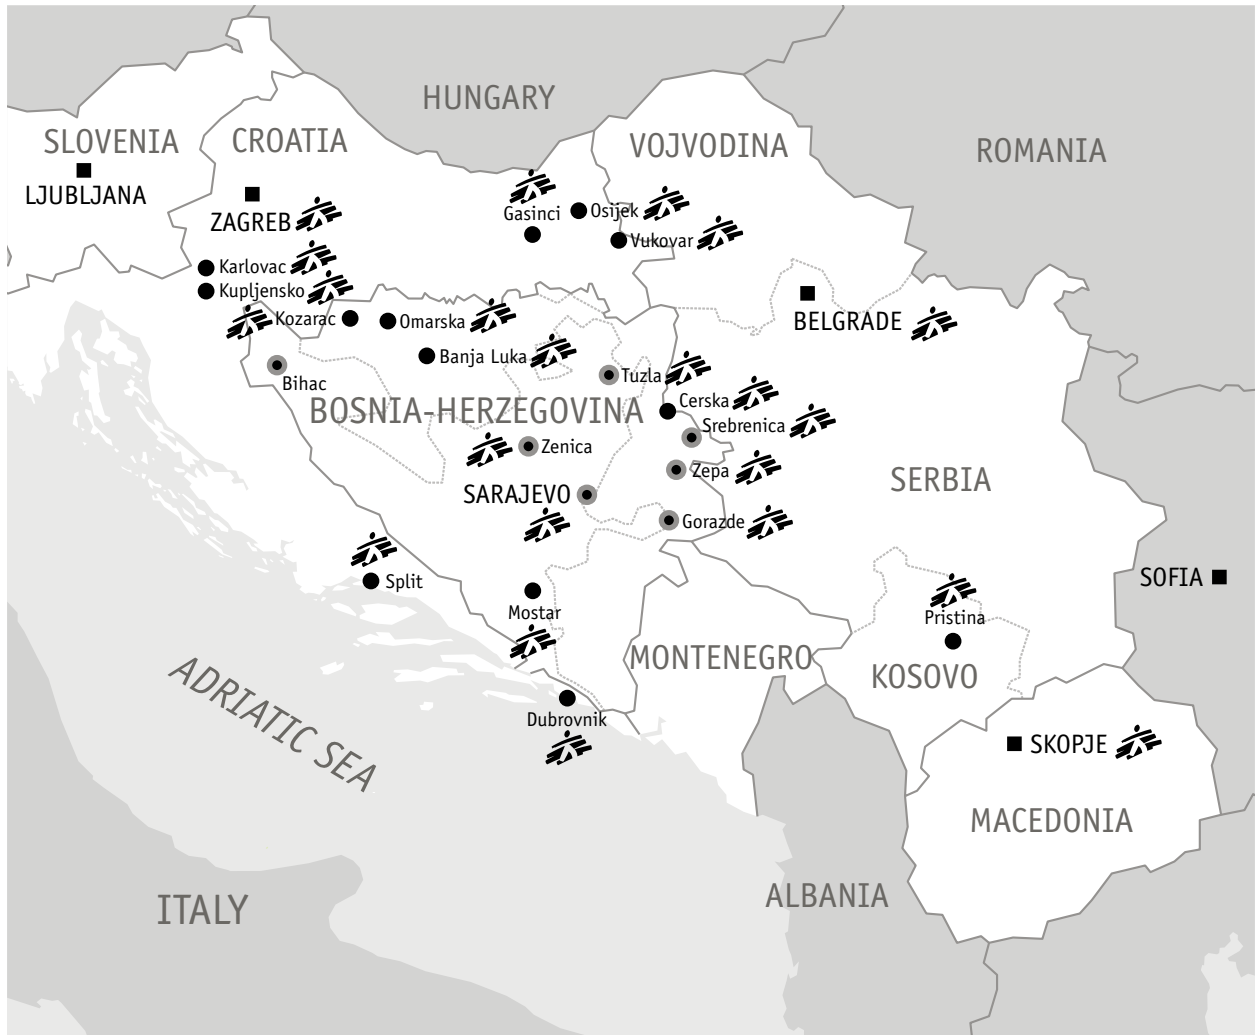 HUNGARY
SLOVENIA
CROATIA
VOJVODINA
ROMANIA
LJUBLJANA
ZAGREB
Gasinci
Osijek
Vukovar
Karlovac
Kupljensko
Kozarac
Omarska
BELGRADE
Banja Luka
Bihac
Tuzla
Cerska
BOSNIA-HERZEGOVINA
Srebrenica
Zenica
Zepa
SERBIA
SARAJEVO
Gorazde
Split
SOFIA
Mostar
Pristina
MONTENEGRO
KOSOVO
ADRIATIC SEA
Dubrovnik
SKOPJE
MACEDONIA
ALBANIA
ITALY